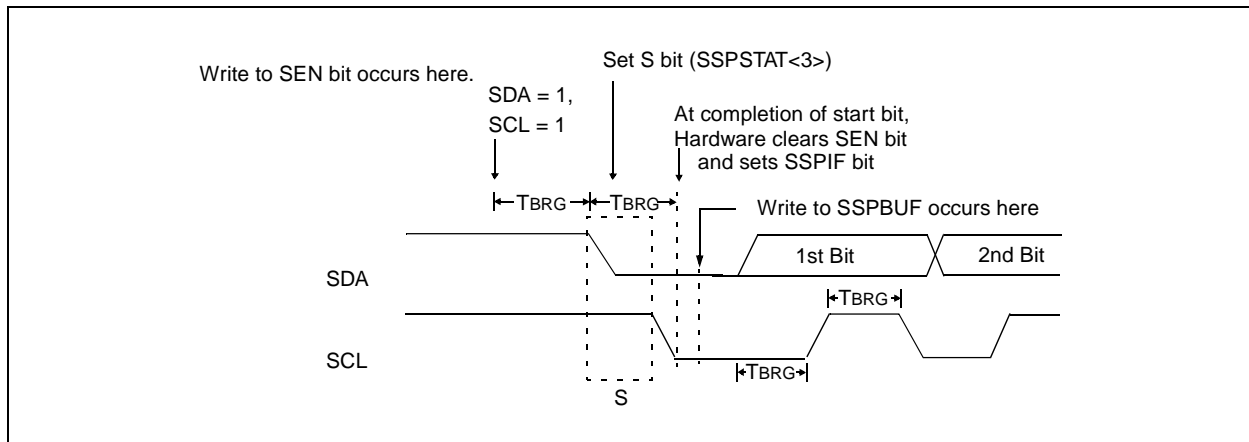 Write to SEN bit occurs here.
Set S bit (SSPSTAT<3>)
SDA = 1,
SCL = 1
At completion of start bit,
Hardware clears SEN bit
and sets SSPIF bit
TBRG
TBRG
Write to SSPBUF occurs here
SDA
1st Bit
2nd Bit
TBRG
SCL
TBRG
S